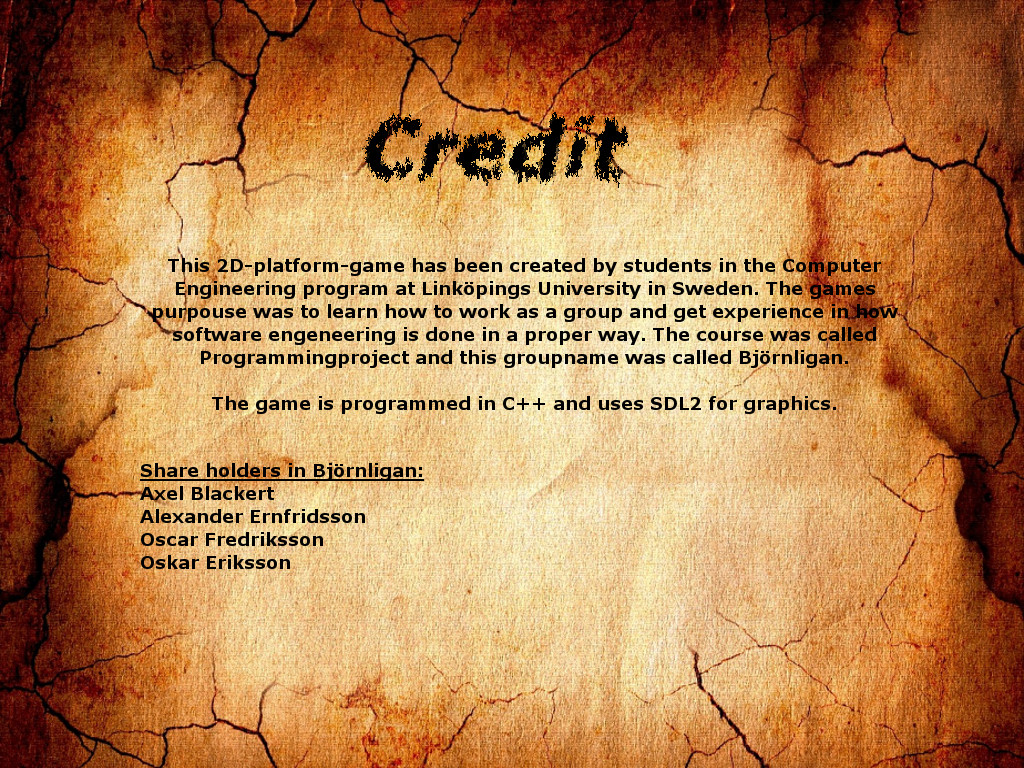 Credit
This 2D-platform-game has been created by students in the Computer
Engineering program at Linköpings University in Sweden. The games
purpouse was to learn how to work as a group and get experience in how
software engeneering is done in a proper way. The course was called
Programmingproject and this groupname was called Björnligan.
The game is programmed in C++ and uses SDL2 for graphics.
Share holders in Björnligan:
Axel Blackert
Alexander Ernfridsson
Oscar Fredriksson
Oskar Eriksson